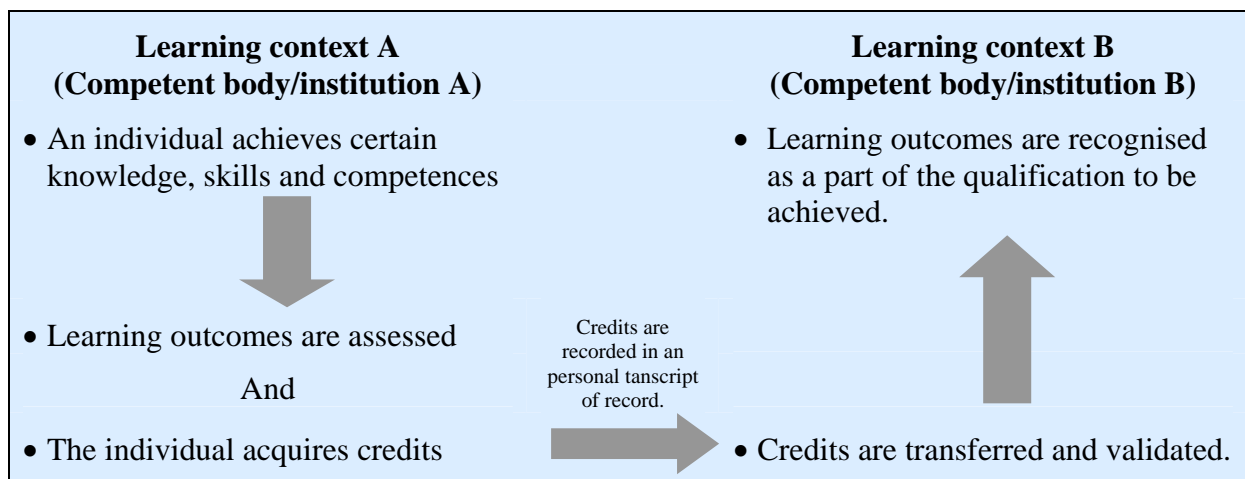 Learning context A
(Competent body/institution A)
• An individual achieves certain
knowledge, skills and competences
• Learning outcomes are assessed
And
• The individual acquires credits
Credits are
recorded in an
personal tanscript
of record.
Learning context B
(Competent body/institution B)
• Learning outcomes are recognised
as a part of the qualification to be
achieved.
• Credits are transferred and validated.